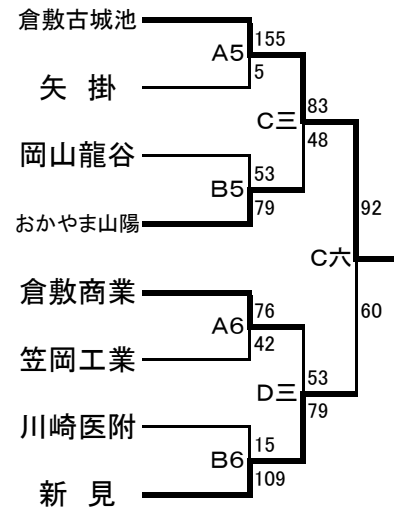 倉敷古城池
155
A5
5
矢 掛
83
C三
48
岡山龍谷
53
B5
79
おかやま山陽
92
C六
60
倉敷商業
76
A6
42
笠岡工業
53
D三
79
川崎医附
15
B6
109
新 見